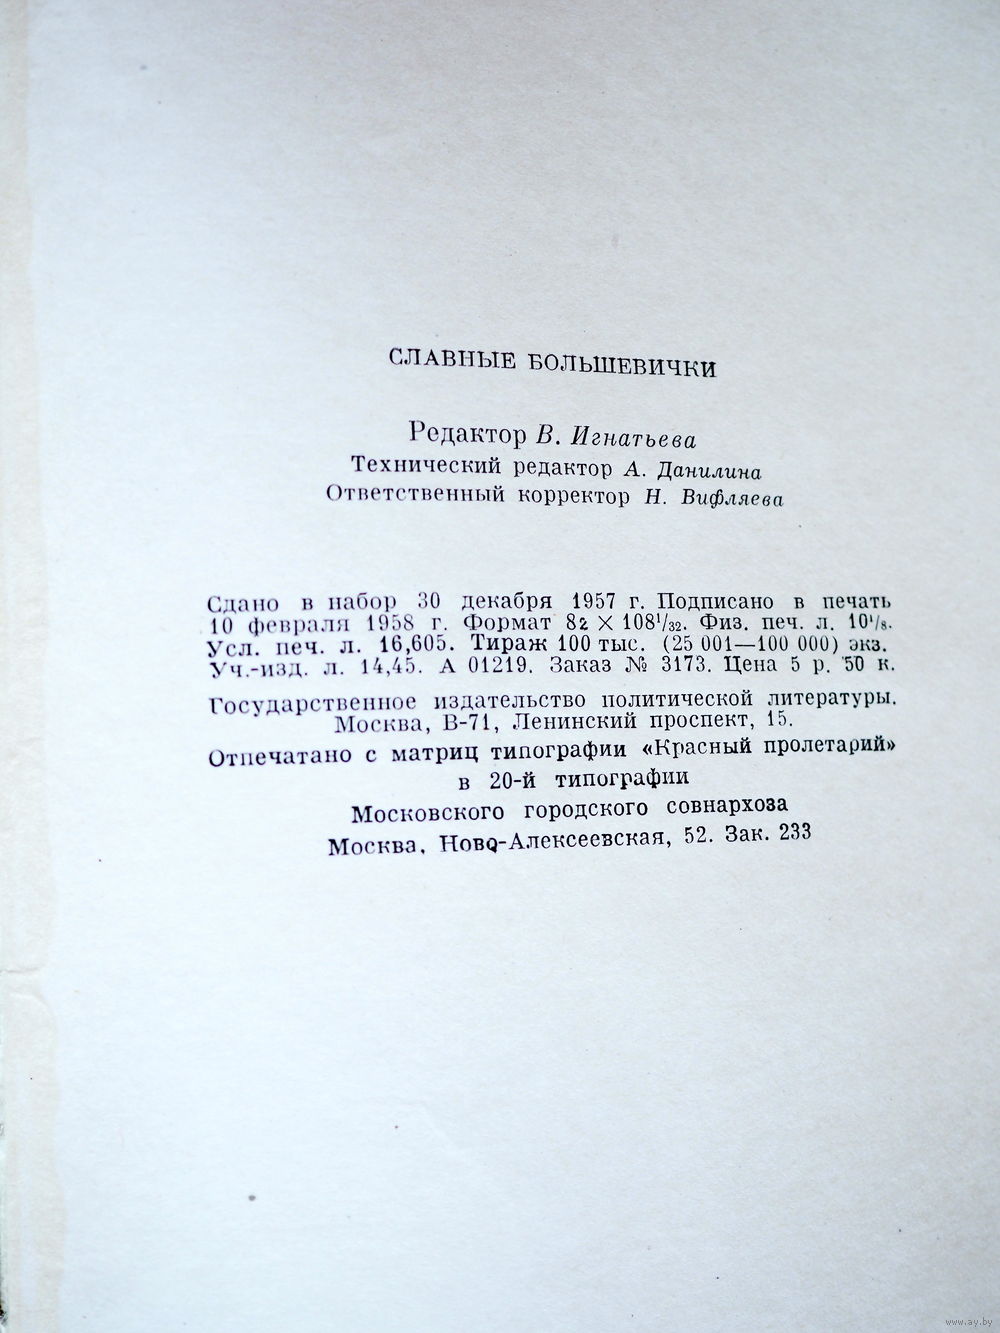 СЛАВНЫЕ БОЛЬШЕВИЧКИ
Редактор В. Игнатьева
Технический редактор А. Данилина
Ответственный корректор Н. Вифляева
Сдано в набор 30 декабря 1957 г. Подписано в печать
10 февраля 1958 г. Формат 82 × 108¹/₃₂. Физ. печ. л. 10¹/₈.
Усл. печ. л. 16,605. Тираж 100 тыс. (25 001—100 000) экз.
Уч.-изд. л. 14,45. А 01219. Заказ № 3173. Цена 5 р. 50 к.
Государственное издательство политической литературы.
Москва, В-71, Ленинский проспект, 15.
Отпечатано с матриц типографии «Красный пролетарий»
в 20-й типографии
Московского городского совнархоза
Москва, Ново-Алексеевская, 52. Зак. 233
www.ay.by